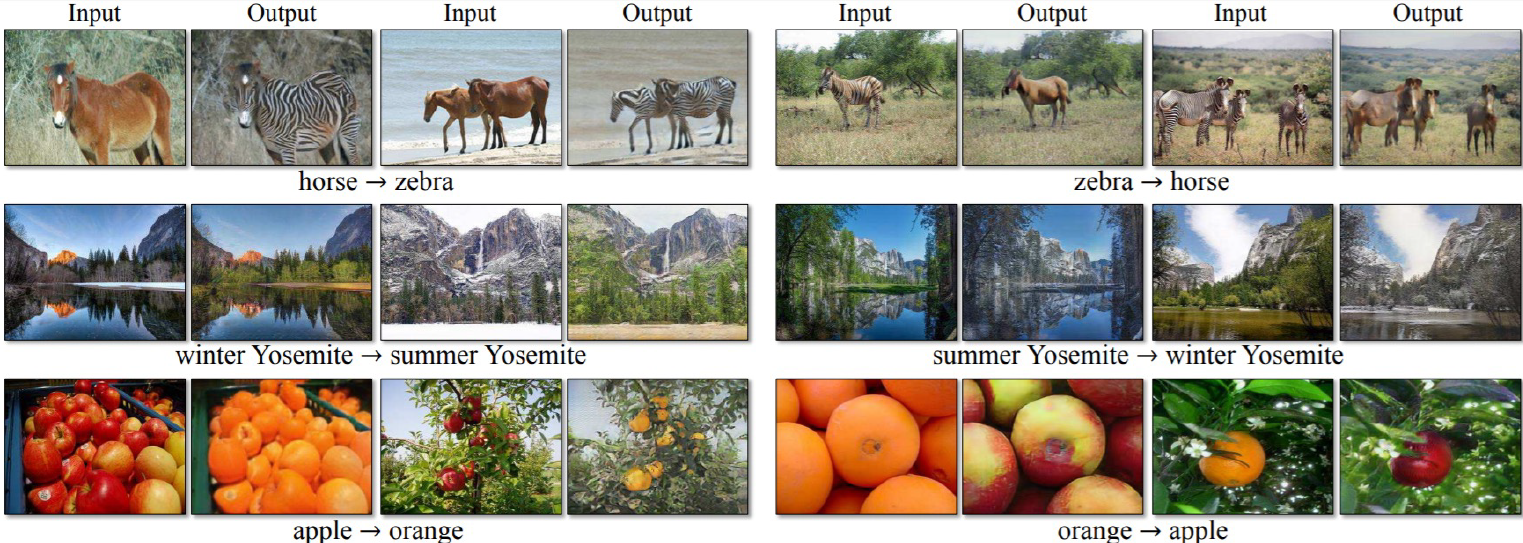 Input Output Input Output Input Output Input Output
horse → zebra zebra → horse
winter Yosemite → summer Yosemite summer Yosemite → winter Yosemite
apple → orange orange → apple